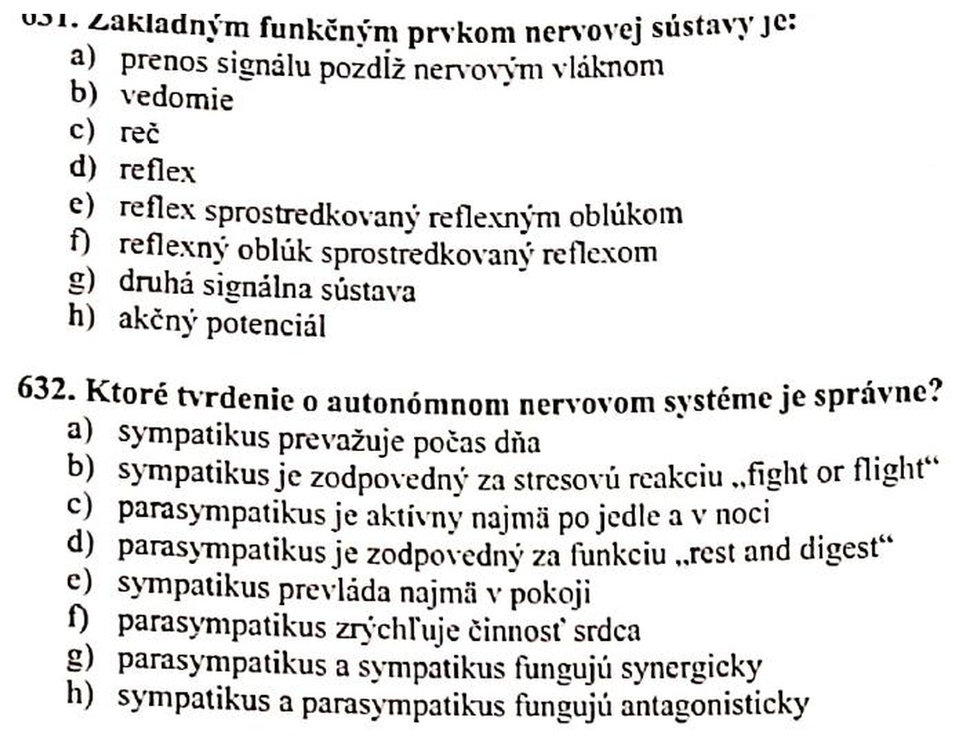 631. Základným funkčným prvkom nervovej sústavy je:
a) prenos signálu pozdĺž nervovým vláknom
b) vedomie
c) reč
d) reflex
e) reflex sprostredkovaný reflexným oblúkom
f) reflexný oblúk sprostredkovaný reflexom
g) druhá signálna sústava
h) akčný potenciál
632. Ktoré tvrdenie o autonómnom nervovom systéme je správne?
a) sympatikus prevažuje počas dňa
b) sympatikus je zodpovedný za stresovú reakciu „fight or flight“
c) parasympatikus je aktívny najmä po jedle a v noci
d) parasympatikus je zodpovedný za funkciu „rest and digest“
e) sympatikus prevláda najmä v pokoji
f) parasympatikus zrýchľuje činnosť srdca
g) parasympatikus a sympatikus fungujú synergicky
h) sympatikus a parasympatikus fungujú antagonisticky